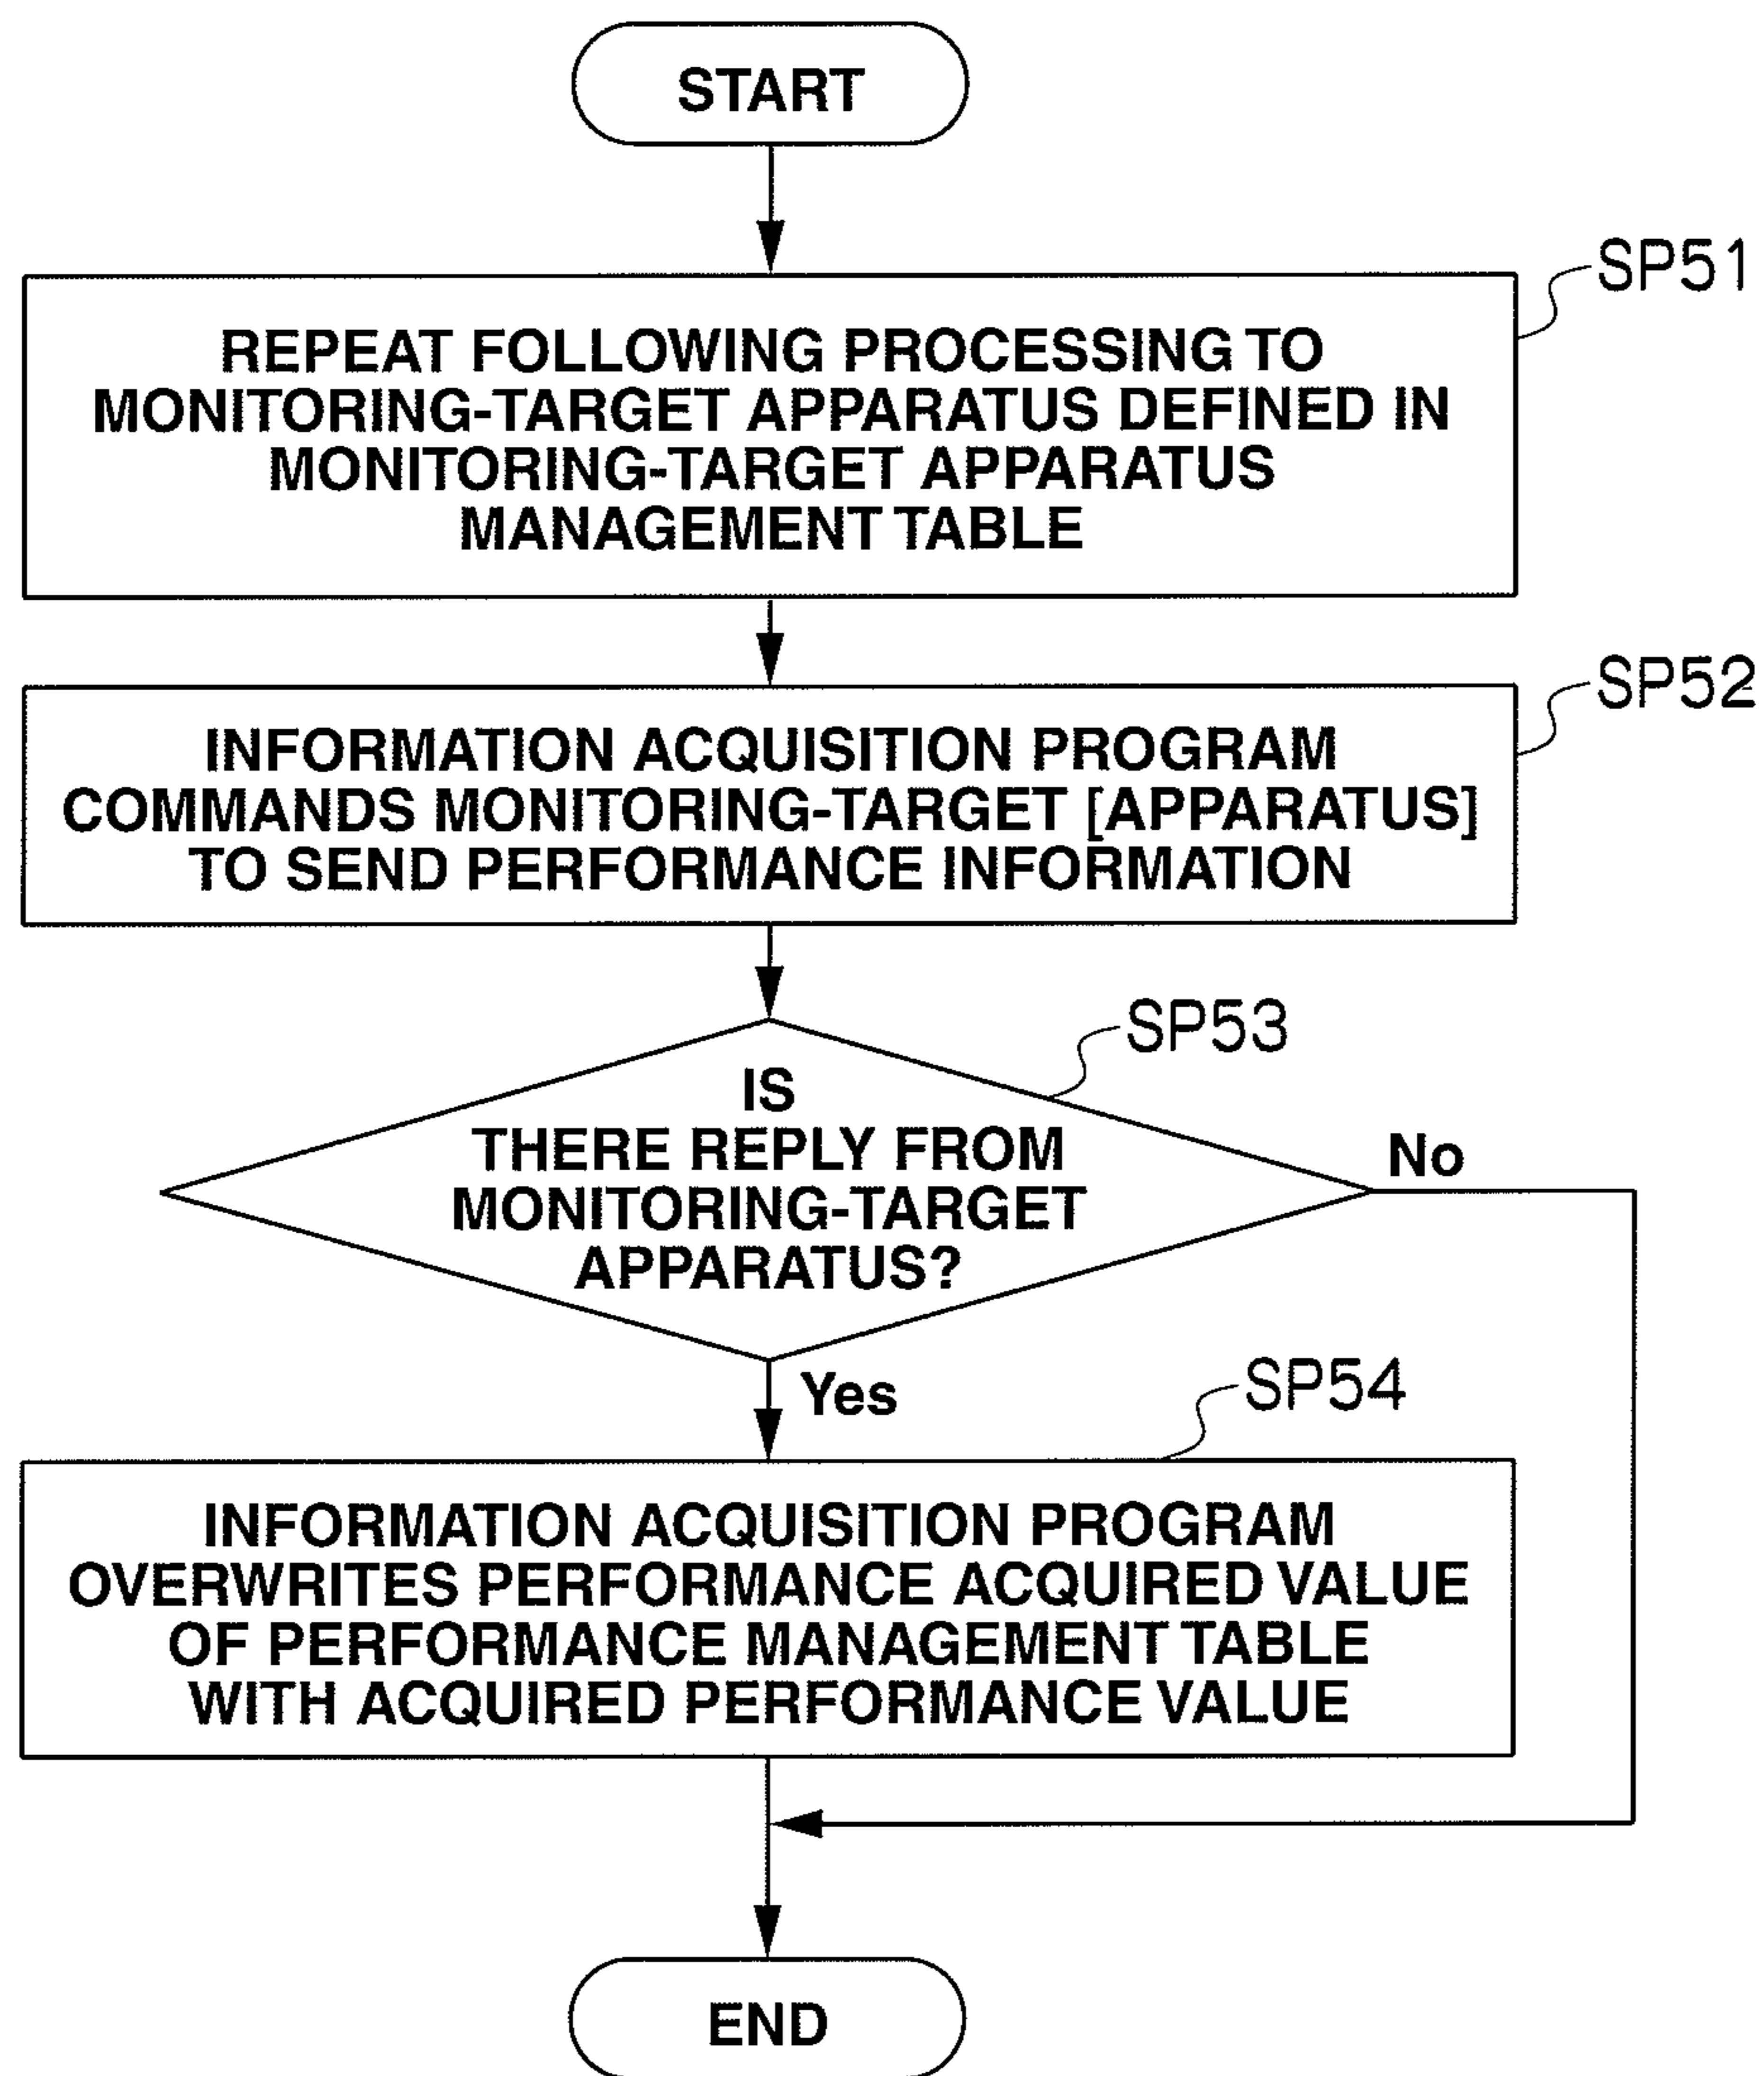 START
SP51
REPEAT FOLLOWING PROCESSING TO
MONITORING-TARGET APPARATUS DEFINED IN
MONITORING-TARGET APPARATUS
MANAGEMENT TABLE
SP52
INFORMATION ACQUISITION PROGRAM
COMMANDS MONITORING-TARGET [APPARATUS]
TO SEND PERFORMANCE INFORMATION
SP53
IS
THERE REPLY FROM
MONITORING-TARGET
APPARATUS?
No
Yes
SP54
INFORMATION ACQUISITION PROGRAM
OVERWRITES PERFORMANCE ACQUIRED VALUE
OF PERFORMANCE MANAGEMENT TABLE
WITH ACQUIRED PERFORMANCE VALUE
END